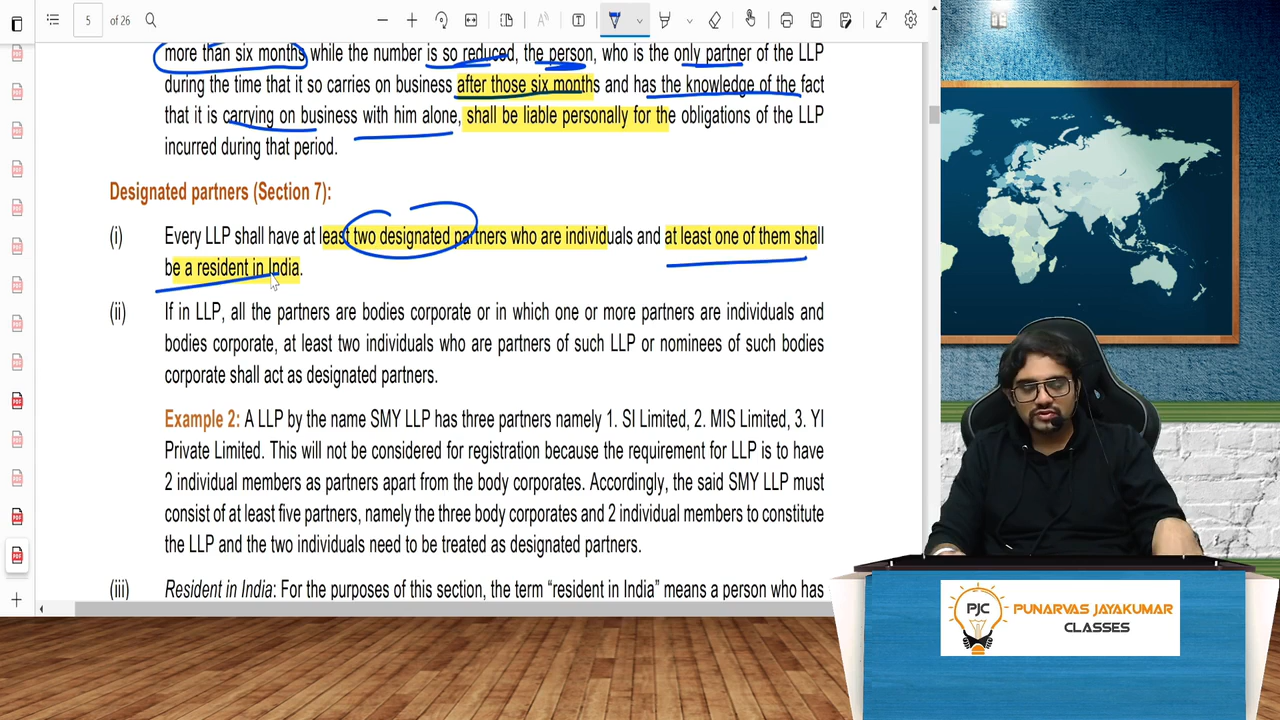 5 of 26
more than six months while the number is so reduced, the person, who is the only partner of the LLP
during the time that it so carries on business after those six months and has the knowledge of the fact
that it is carrying on business with him alone, shall be liable personally for the obligations of the LLP
incurred during that period.
Designated partners (Section 7):
(i) Every LLP shall have at least two designated partners who are individuals and at least one of them shall
be a resident in India.
(ii) If in LLP, all the partners are bodies corporate or in which one or more partners are individuals and
bodies corporate, at least two individuals who are partners of such LLP or nominees of such bodies
corporate shall act as designated partners.
Example 2: A LLP by the name SMY LLP has three partners namely 1. SI Limited, 2. MIS Limited, 3. YI
Private Limited. This will not be considered for registration because the requirement for LLP is to have
2 individual members as partners apart from the body corporates. Accordingly, the said SMY LLP must
consist of at least five partners, namely the three body corporates and 2 individual members to constitute
the LLP and the two individuals need to be treated as designated partners.
(iii) Resident in India: For the purposes of this section, the term “resident in India” means a person who has
PJC PUNARVAS JAYAKUMAR
CLASSES